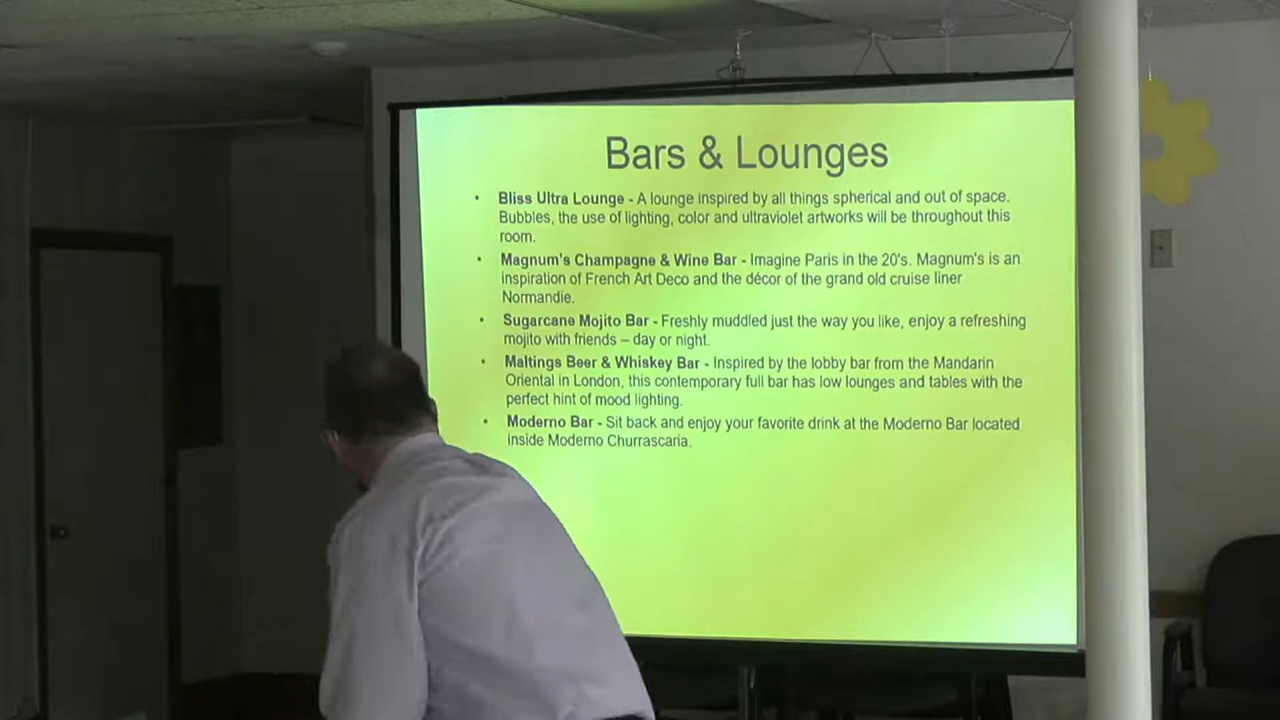 Bars & Lounges
• Bliss Ultra Lounge - A lounge inspired by all things spherical and out of space.
Bubbles, the use of lighting, color and ultraviolet artworks will be throughout this
room.
• Magnum's Champagne & Wine Bar - Imagine Paris in the 20's. Magnum's is an
inspiration of French Art Deco and the décor of the grand old cruise liner
Normandie.
• Sugarcane Mojito Bar - Freshly muddled just the way you like, enjoy a refreshing
mojito with friends – day or night.
• Maltings Beer & Whiskey Bar - Inspired by the lobby bar from the Mandarin
Oriental in London, this contemporary full bar has low lounges and tables with the
perfect hint of mood lighting.
• Moderno Bar - Sit back and enjoy your favorite drink at the Moderno Bar located
inside Moderno Churrascaria.